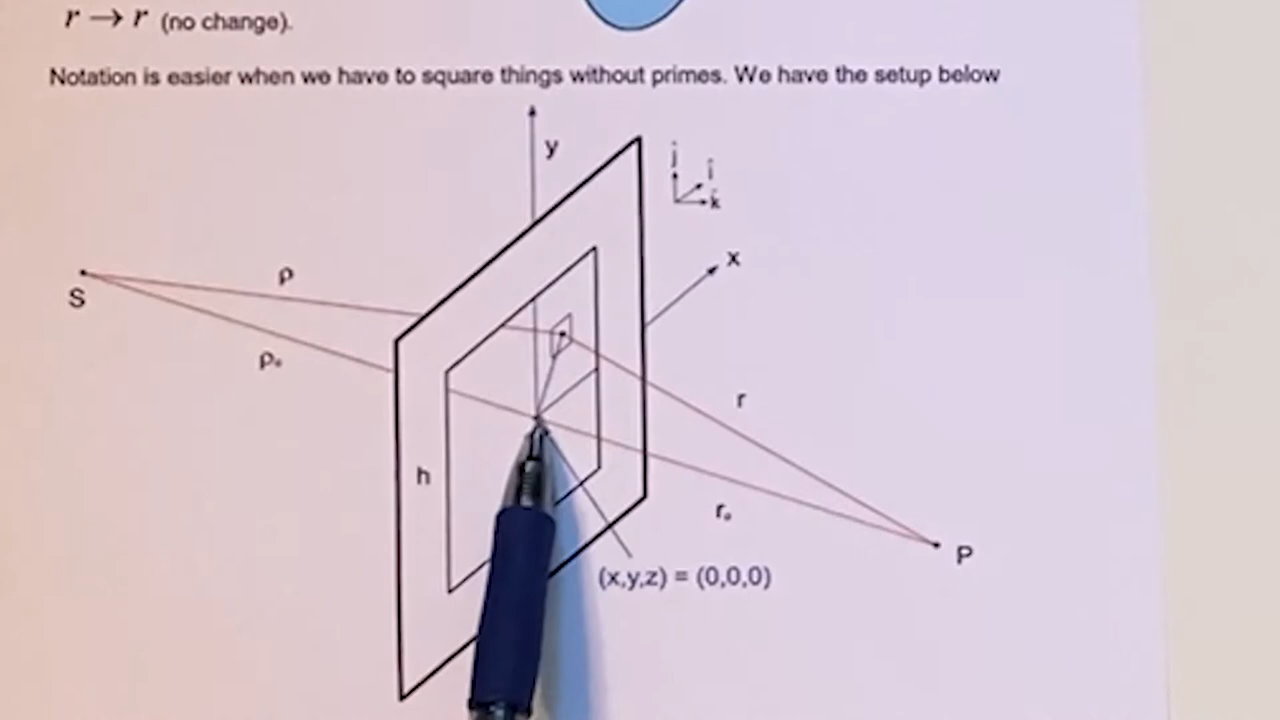 r → r (no change).
Notation is easier when we have to square things without primes. We have the setup below
y
j
i
k
x
S
ρ
ρ₀
r
h
r₀
P
(x,y,z) = (0,0,0)